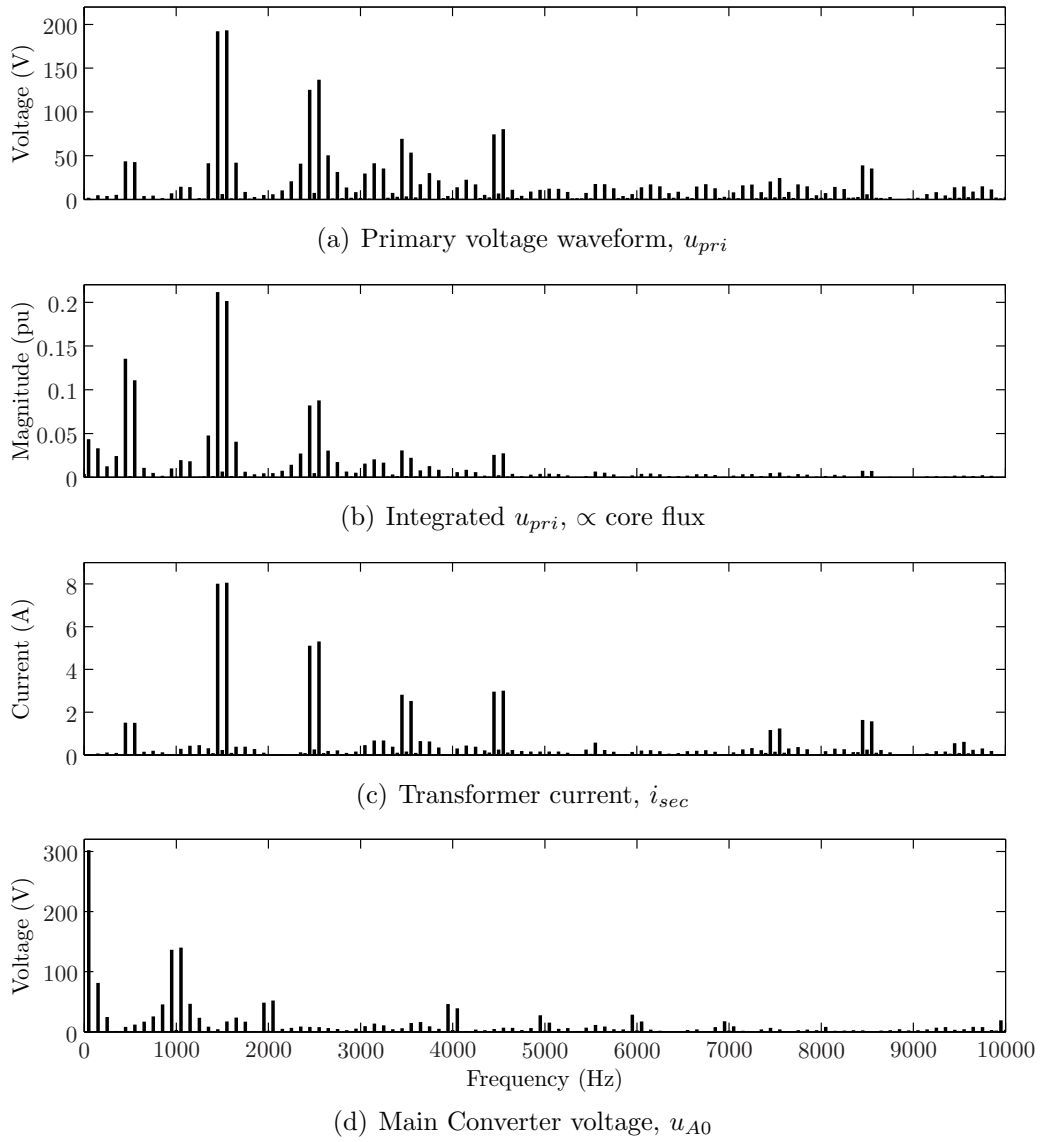 200
150
100
50
0
Voltage (V)
(a) Primary voltage waveform, u_pri
0.2
0.15
0.1
0.05
0
Magnitude (pu)
(b) Integrated u_pri, ∝ core flux
8
6
4
2
0
Current (A)
(c) Transformer current, i_sec
300
200
100
0
Voltage (V)
0 1000 2000 3000 4000 5000 6000 7000 8000 9000 10000
Frequency (Hz)
(d) Main Converter voltage, u_A0